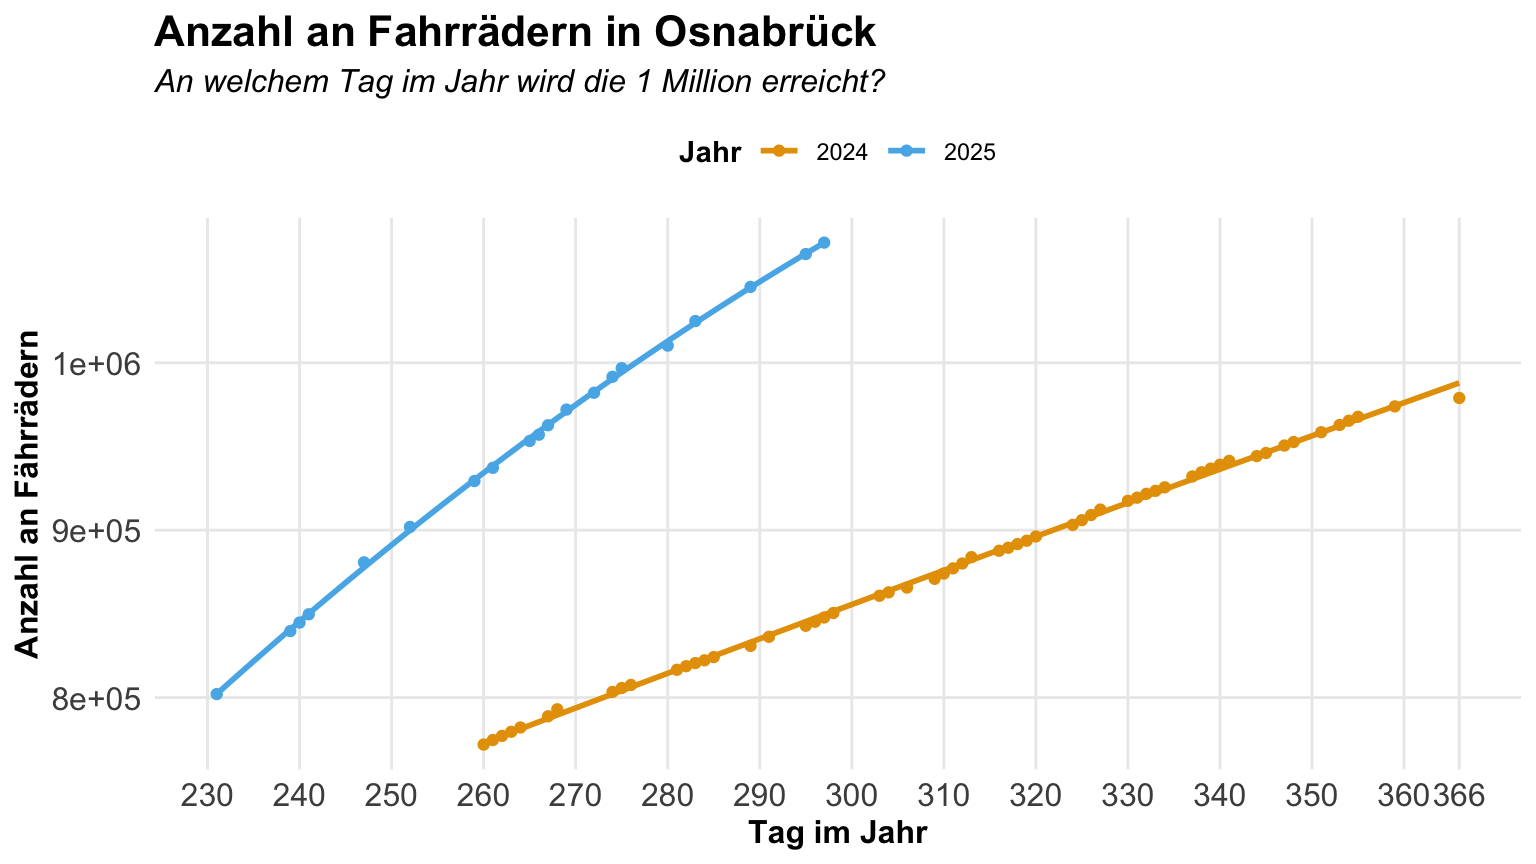 Anzahl an Fahrrädern in Osnabrück
An welchem Tag im Jahr wird die 1 Million erreicht?
Jahr 2024 2025
Anzahl an Fährrädern
1e+06
9e+05
8e+05
230 240 250 260 270 280 290 300 310 320 330 340 350 360 366
Tag im Jahr